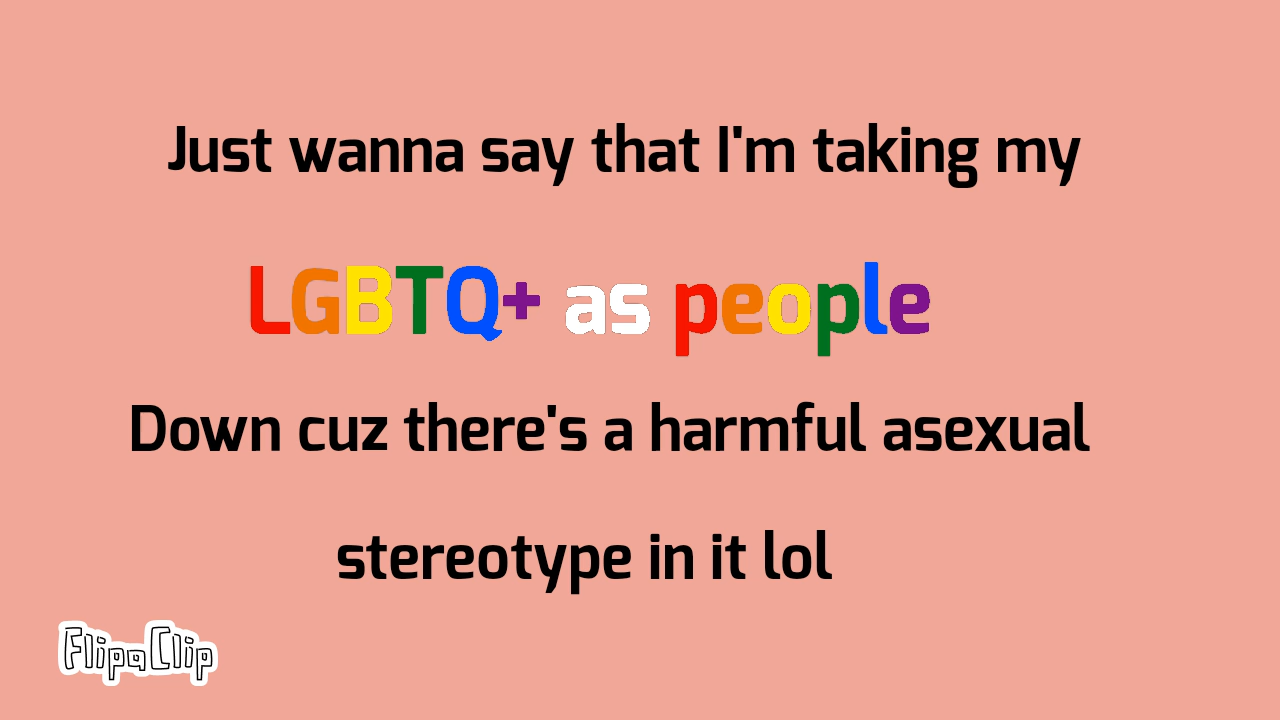 Just wanna say that I'm taking my
LGBTQ+ as people
Down cuz there's a harmful asexual
stereotype in it lol
FlipaClip